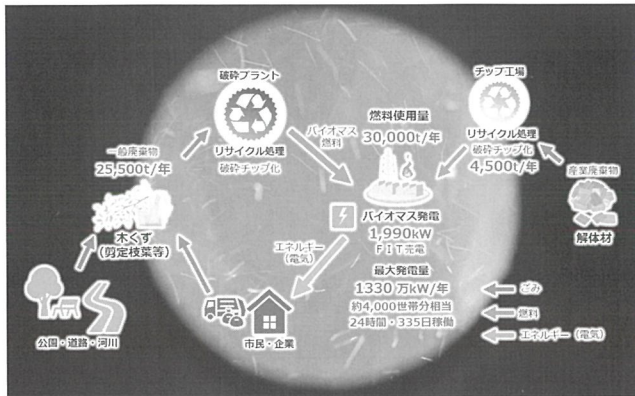 破砕プラント
リサイクル処理
破砕チップ化
一般廃棄物
25,500t/年
木くず
(剪定枝葉等)
公園・道路・河川
市民・企業
バイオマス
燃料
燃料使用量
30,000t/年
バイオマス発電
1,990kW
FIT売電
エネルギー
(電気)
最大発電量
1330 万kW/年
約4,000世帯分相当
24時間・335日稼働
チップ工場
リサイクル処理
破砕チップ化
4,500t/年
産業廃棄物
解体材
ごみ
燃料
エネルギー(電気)